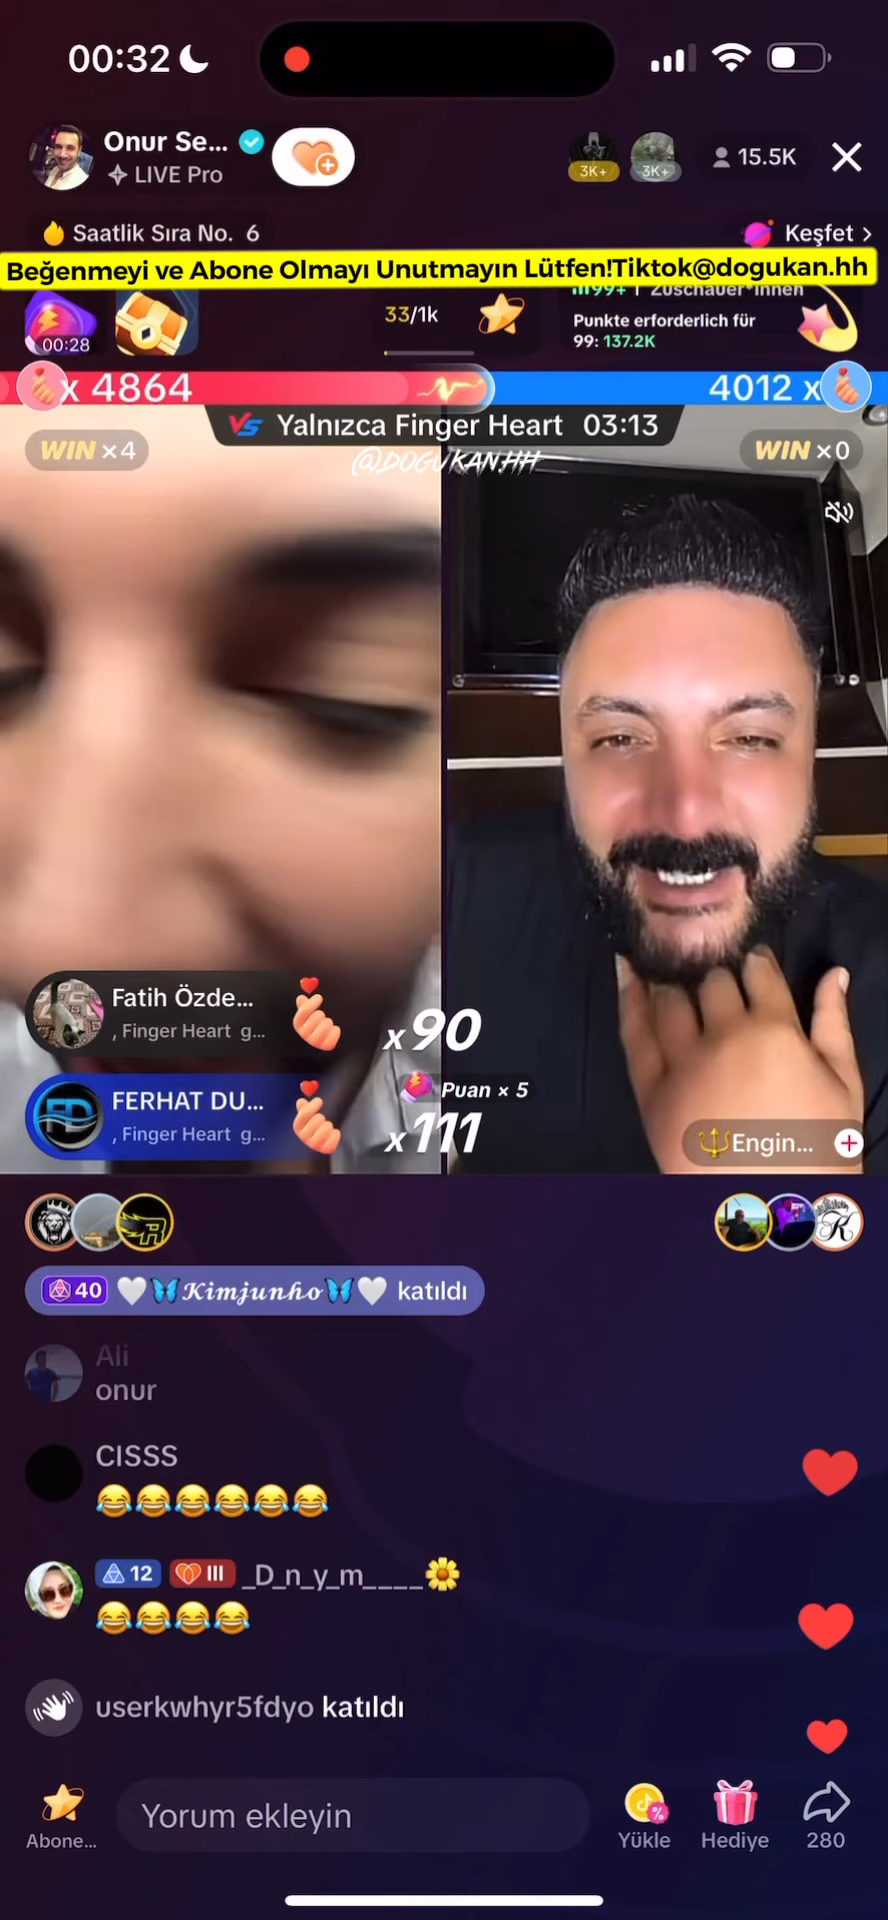 00:32
Onur Se...
LIVE Pro
3K+
3K+
15.5K
Saatlik Sıra No. 6
Keşfet >
Beğenmeyi ve Abone Olmayı Unutmayın Lütfen!Tiktok@dogukan.hh
99+ | Zuschauer*innen
00:28
33/1k
Punkte erforderlich für
99: 137.2K
x 4864
4012 x
VS Yalnızca Finger Heart 03:13
WIN x4
WIN x0
@DOGUKAN.HH
Fatih Özde...
, Finger Heart g...
x90
Puan × 5
FERHAT DU...
, Finger Heart g...
x111
FD
Engin...
40 🤍🦋𝓚𝓲𝓶𝓳𝓾𝓷𝓱𝓸🦋🤍 katıldı
Ali
onur
CISSS
😂😂😂😂😂😂
12 III _D_n_y_m____🌼
😂😂😂😂
userkwhyr5fdyo katıldı
Abone...
Yorum ekleyin
Yükle
Hediye
280